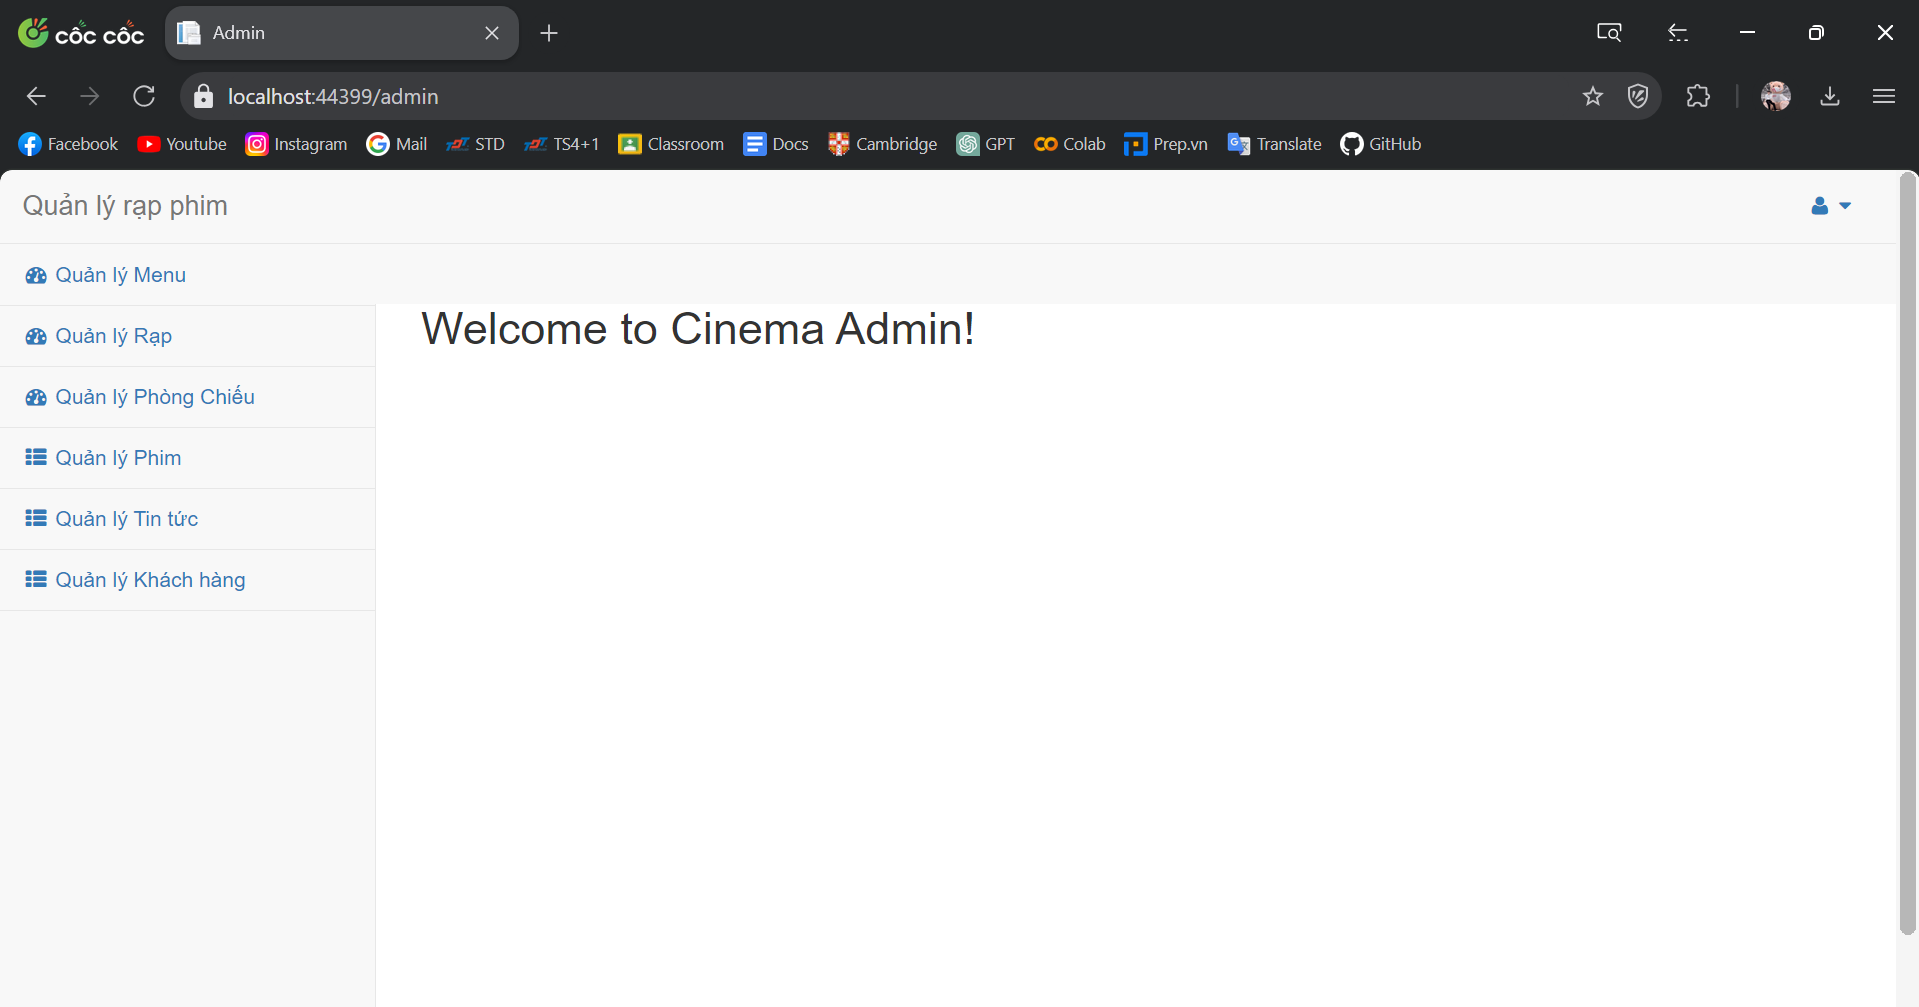 cốc cốc
Admin
localhost:44399/admin
Facebook Youtube Instagram Mail STD TS4+1 Classroom Docs Cambridge GPT Colab Prep.vn Translate GitHub
Quản lý rạp phim
Quản lý Menu
Welcome to Cinema Admin!
Quản lý Rạp
Quản lý Phòng Chiếu
Quản lý Phim
Quản lý Tin tức
Quản lý Khách hàng